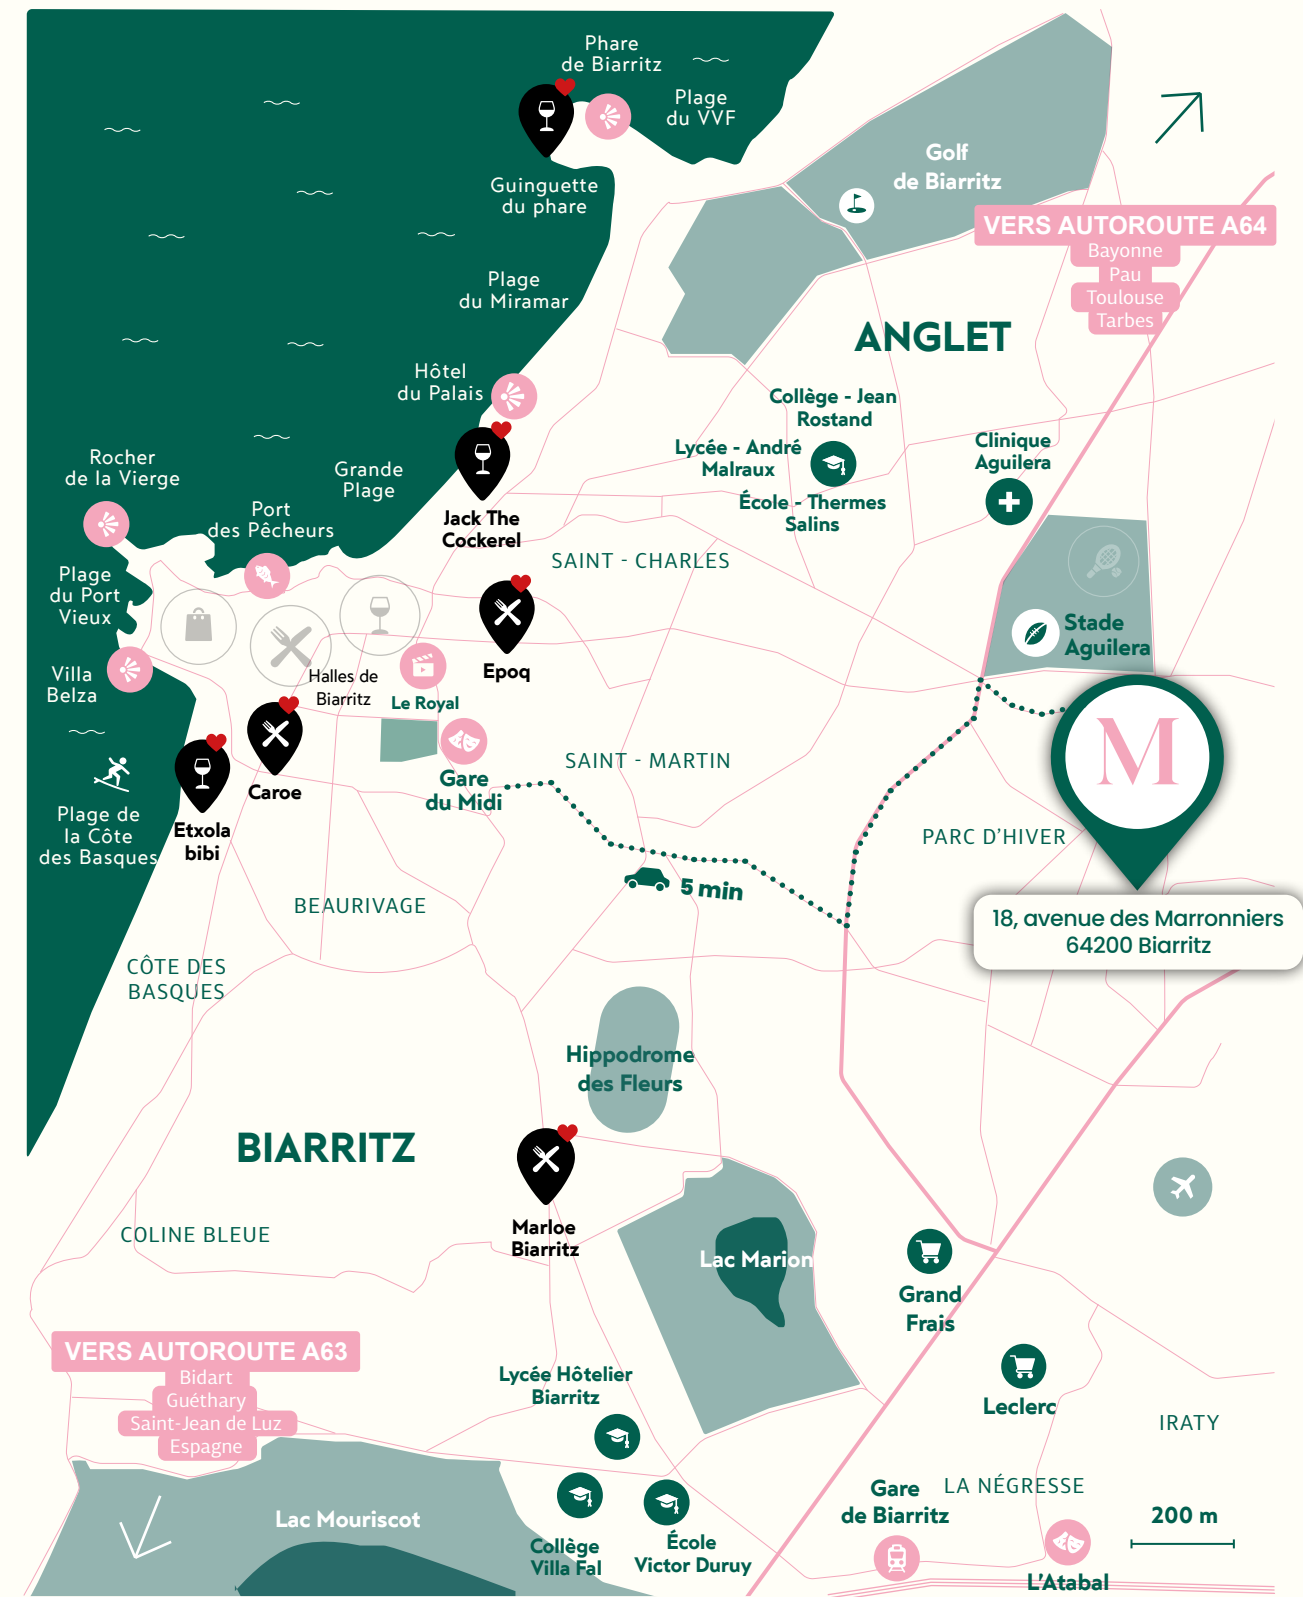 Phare
de Biarritz
Plage
du VVF
Guinguette
du phare
Golf
de Biarritz
VERS AUTOROUTE A64
Bayonne
Pau
Toulouse
Tarbes
Plage
du Miramar
ANGLET
Hôtel
du Palais
Collège - Jean
Rostand
Lycée - André
Malraux
École - Thermes
Salins
Clinique
Aguilera
Rocher
de la Vierge
Grande
Plage
Port
des Pêcheurs
Jack The
Cockerel
SAINT - CHARLES
Plage
du Port
Vieux
Stade
Aguilera
Villa
Belza
Halles de
Biarritz
Le Royal
Epoq
M
SAINT - MARTIN
Gare
du Midi
Caroe
Plage de
la Côte
des Basques
Etxola
bibi
PARC D'HIVER
5 min
BEAURIVAGE
18, avenue des Marronniers
64200 Biarritz
CÔTE DES
BASQUES
Hippodrome
des Fleurs
BIARRITZ
COLINE BLEUE
Marloe
Biarritz
Lac Marion
Grand
Frais
VERS AUTOROUTE A63
Bidart
Guéthary
Saint-Jean de Luz
Espagne
Lycée Hôtelier
Biarritz
Leclerc
IRATY
LA NÉGRESSE
Gare
de Biarritz
200 m
Lac Mouriscot
Collège
Villa Fal
École
Victor Duruy
L'Atabal